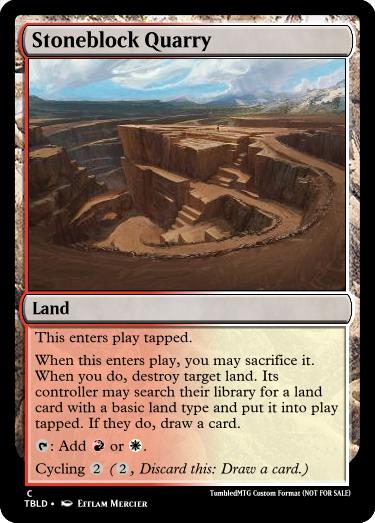 Stoneblock Quarry
Land
This enters play tapped.
When this enters play, you may sacrifice it.
When you do, destroy target land. Its
controller may search their library for a land
card with a basic land type and put it into play
tapped. If they do, draw a card.
: Add or .
Cycling 2 ( 2 , Discard this: Draw a card.)
C
TBLD • Efflam Mercier
TumbledMTG Custom Format (NOT FOR SALE)